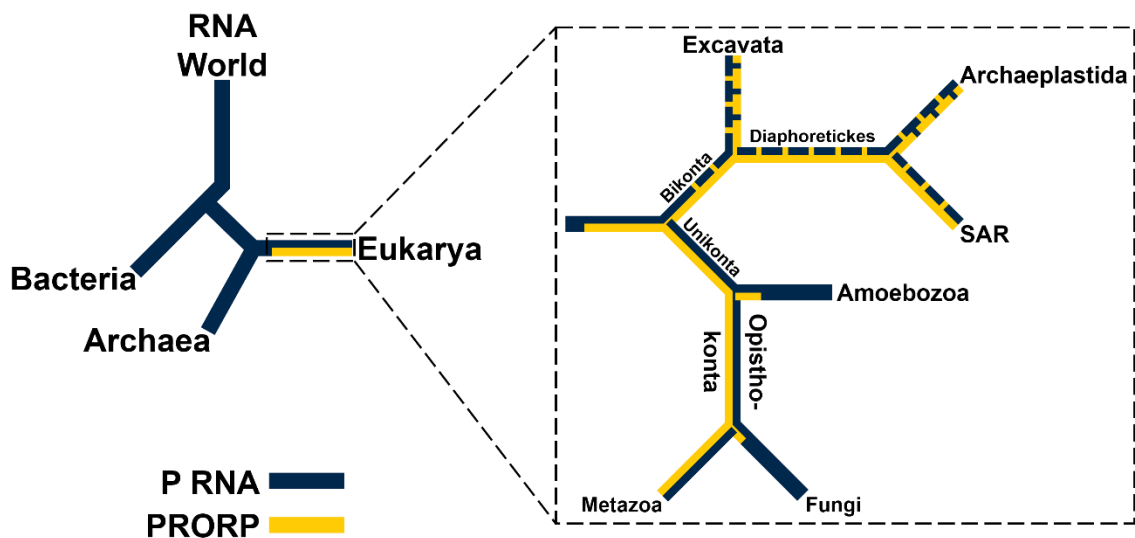 RNA
World
Bacteria
Archaea
Eukarya
P RNA
PRORP
Excavata
Archaeplastida
Diaphoretickes
Bikonta
SAR
Unikonta
Amoebozoa
Opistho-
konta
Metazoa
Fungi